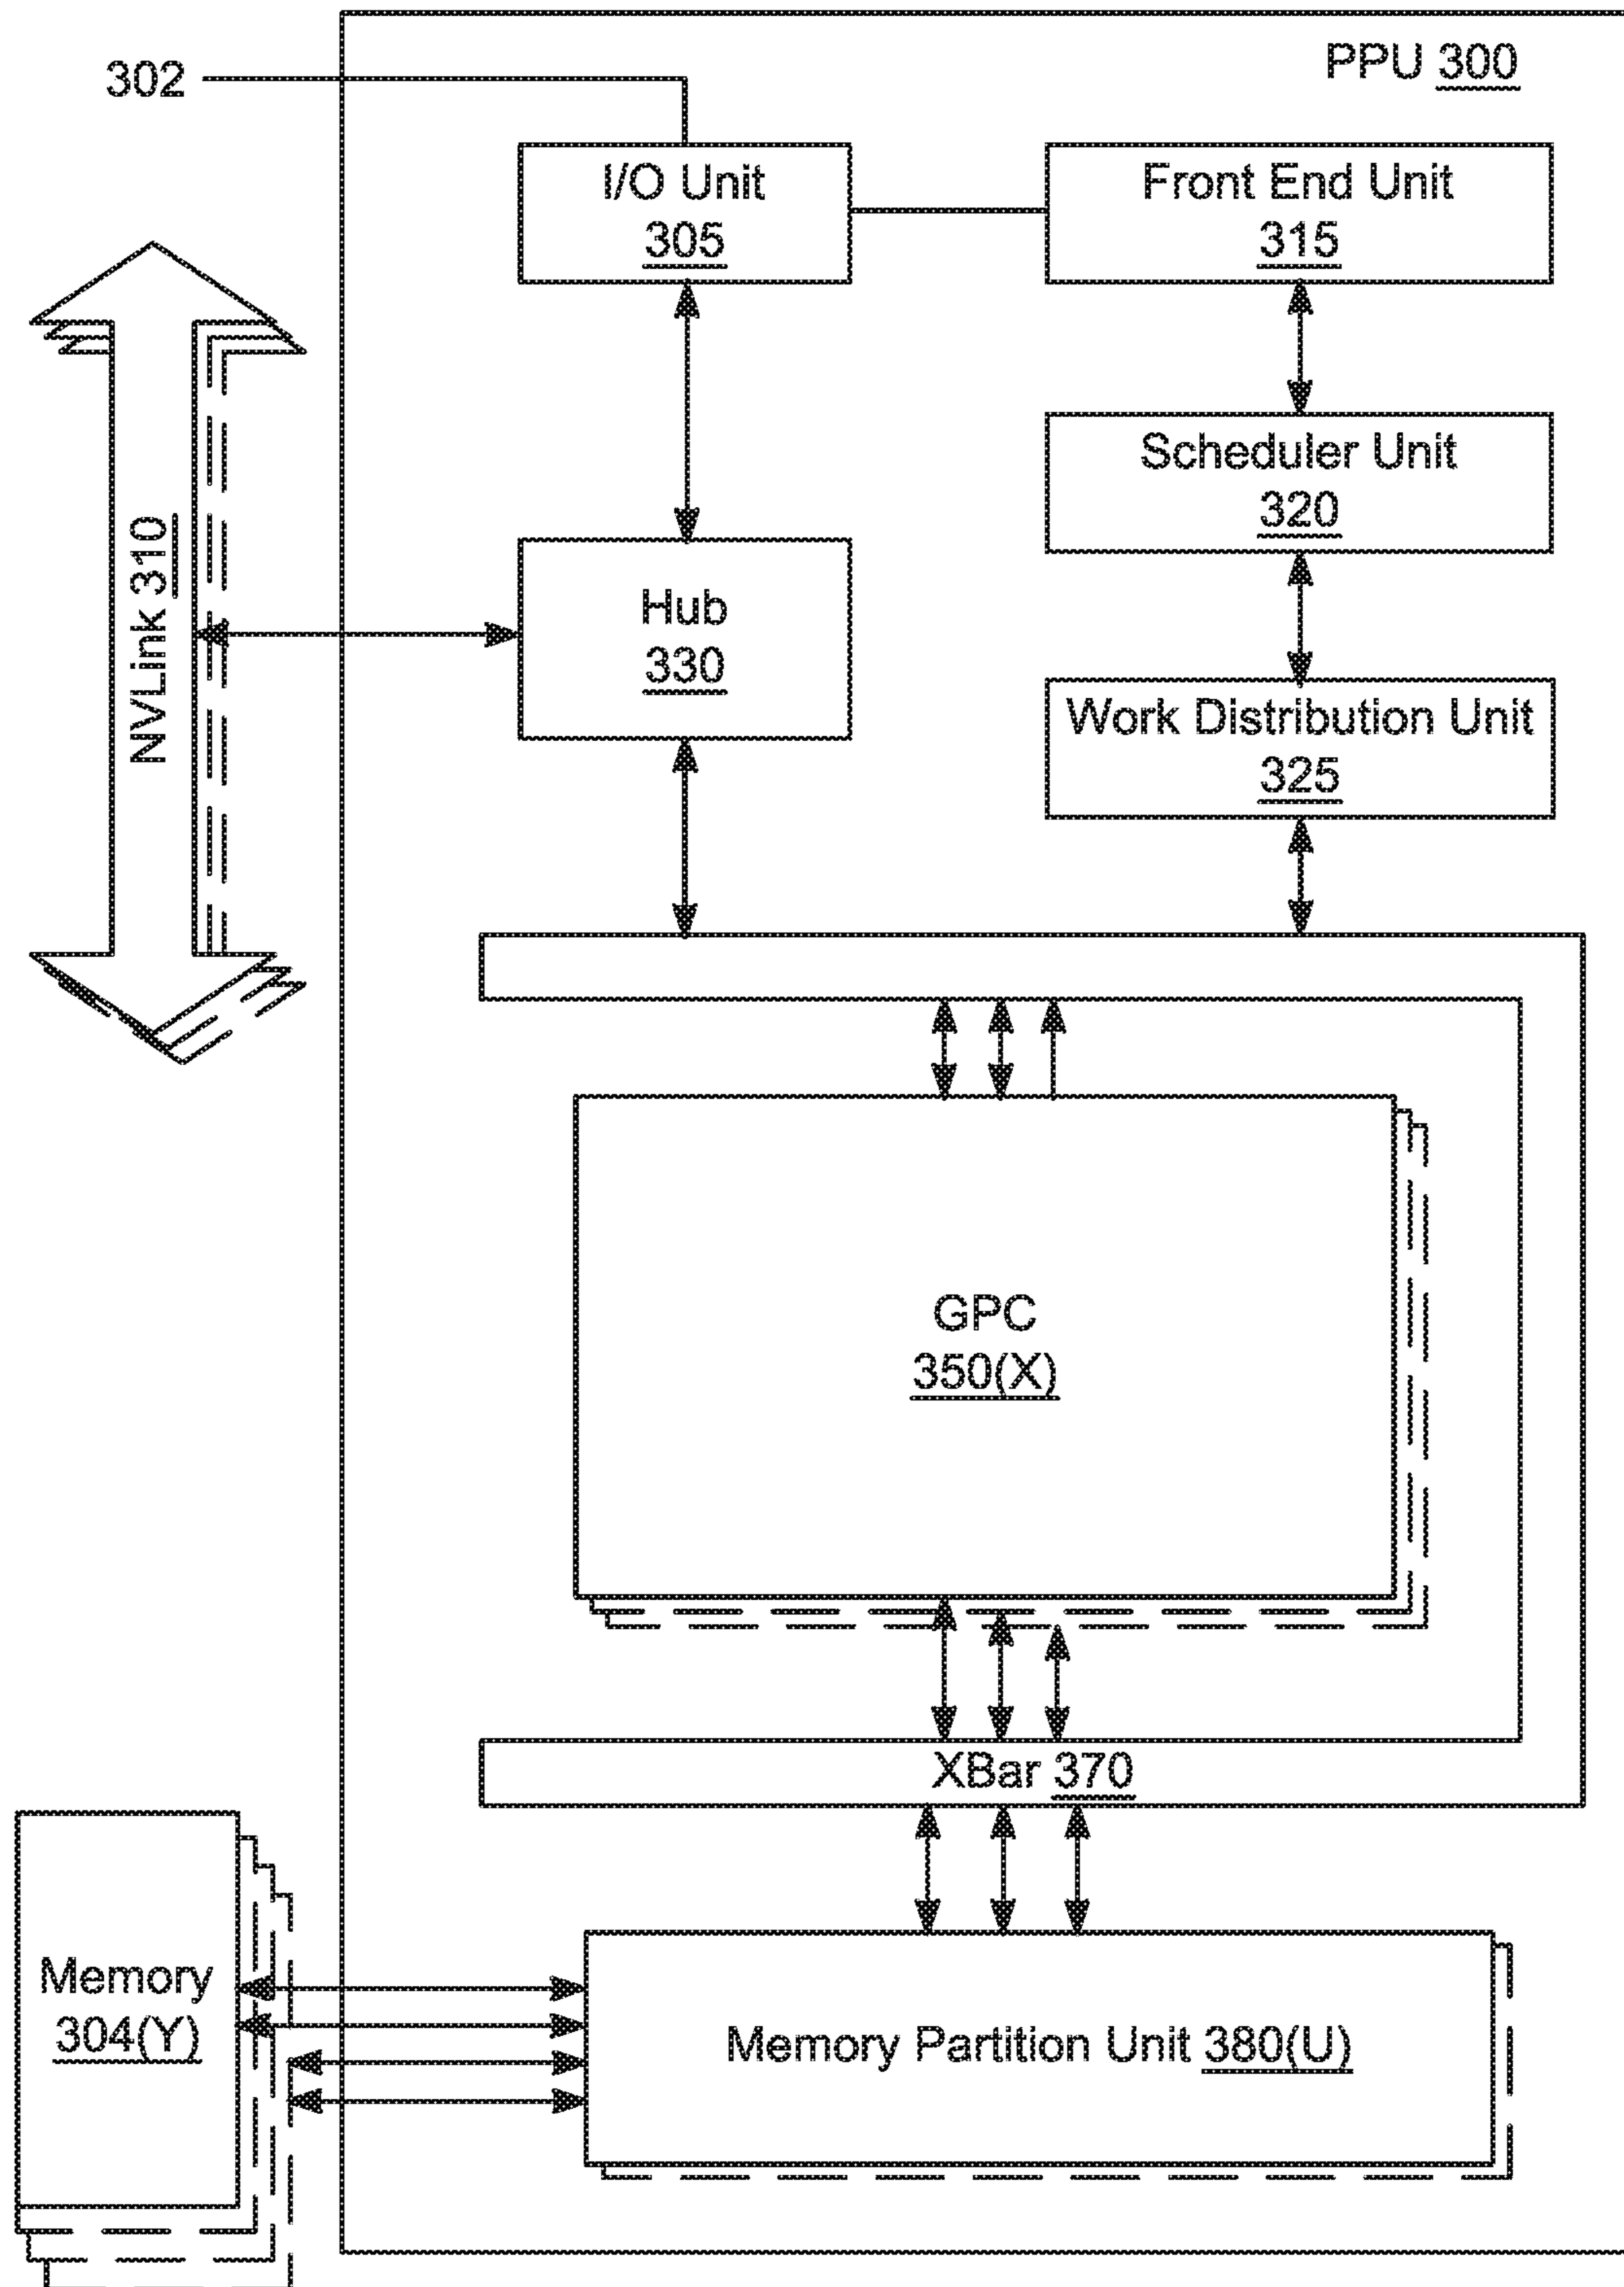 PPU 300
302
I/O Unit
305
Front End Unit
315
Scheduler Unit
320
NVLink 310
Hub
330
Work Distribution Unit
325
GPC
350(X)
XBar 370
Memory
304(Y)
Memory Partition Unit 380(U)